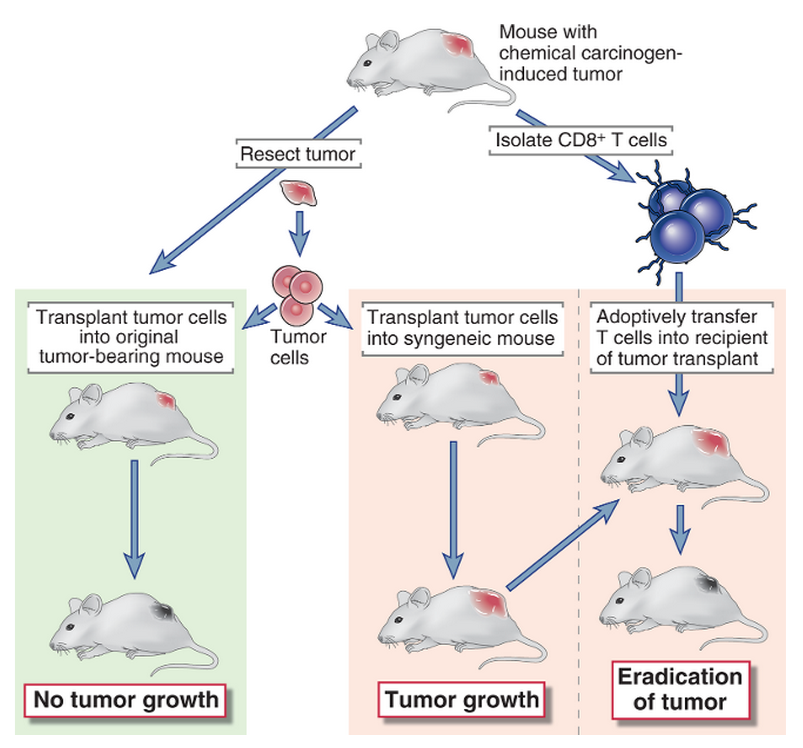 Mouse with
chemical carcinogen-
induced tumor
Resect tumor
Isolate CD8⁺ T cells
Transplant tumor cells
into original
tumor-bearing mouse
Tumor
cells
Transplant tumor cells
into syngeneic mouse
Adoptively transfer
T cells into recipient
of tumor transplant
No tumor growth
Tumor growth
Eradication
of tumor